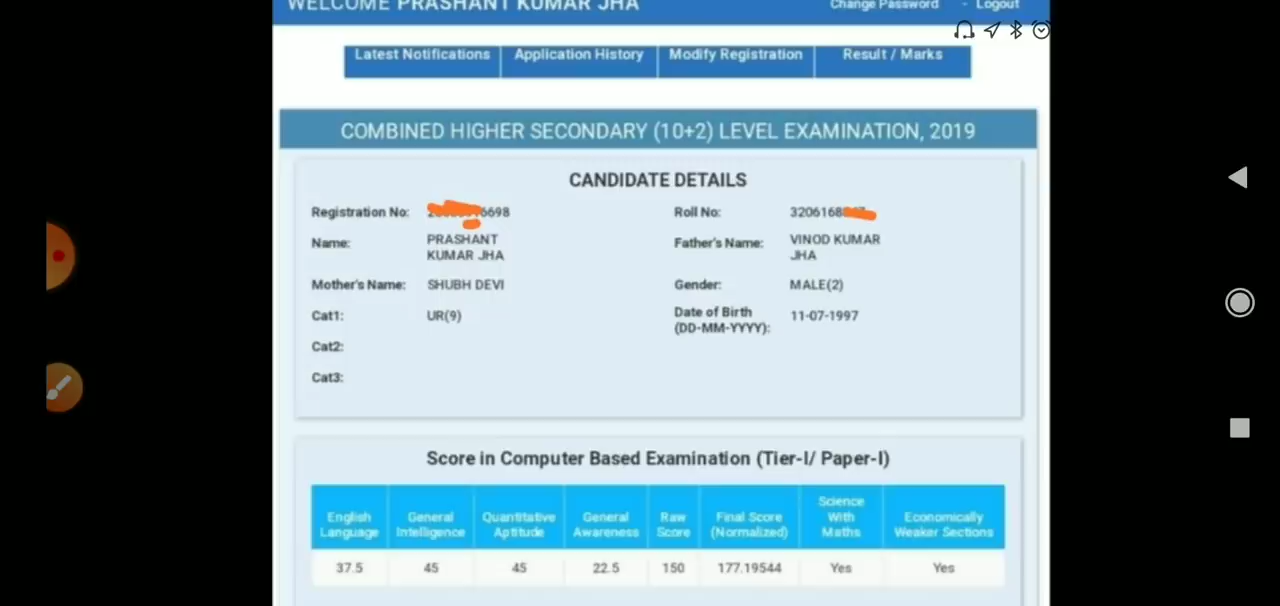 WELCOME PRASHANT KUMAR JHA Change Password - Logout
Latest Notifications Application History Modify Registration Result / Marks
COMBINED HIGHER SECONDARY (10+2) LEVEL EXAMINATION, 2019
CANDIDATE DETAILS
Registration No: 6698 Roll No: 3206168
Name: PRASHANT KUMAR JHA Father's Name: VINOD KUMAR JHA
Mother's Name: SHUBH DEVI Gender: MALE(2)
Cat1: UR(9) Date of Birth (DD-MM-YYYY): 11-07-1997
Cat2:
Cat3:
Score in Computer Based Examination (Tier-I/ Paper-I)
English Language General Intelligence Quantitative Aptitude General Awareness Raw Score Final Score (Normalized) Science With Maths Economically Weaker Sections
37.5 45 45 22.5 150 177.19544 Yes Yes